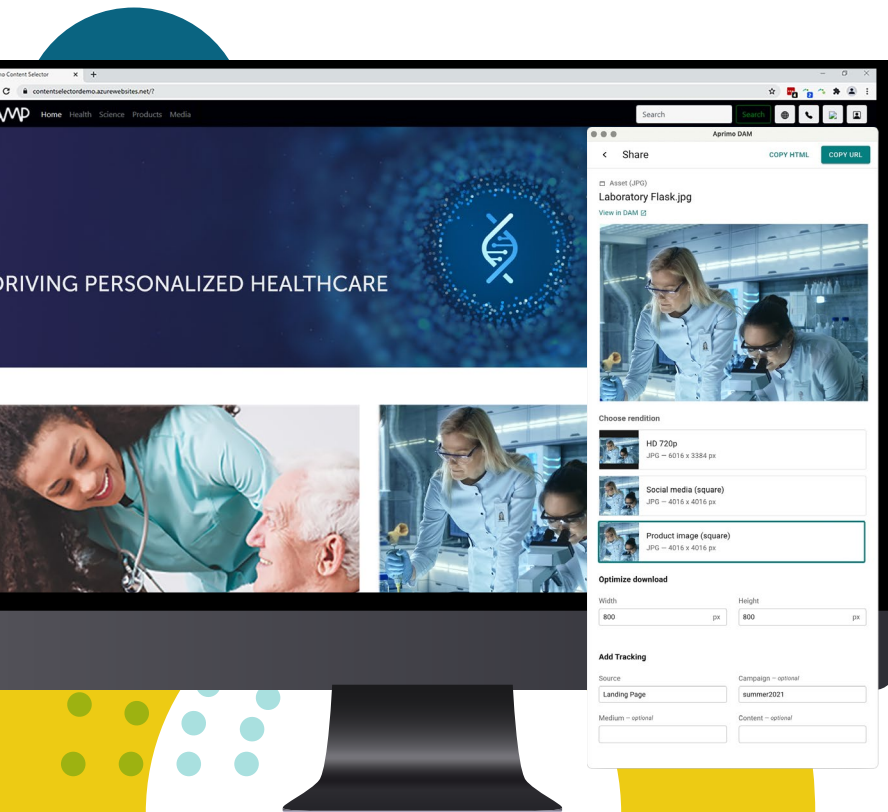 Content Selector
contentselectordemo.azurewebsites.net/?
Home Health Science Products Media
Search
Search
DRIVING PERSONALIZED HEALTHCARE
Aprimo DAM
Share
COPY HTML
COPY URL
Asset (JPG)
Laboratory Flask.jpg
View in DAM
Choose rendition
HD 720p
JPG – 6016 x 3384 px
Social media (square)
JPG – 4016 x 4016 px
Product image (square)
JPG – 4016 x 4016 px
Optimize download
Width Height
800 px 800 px
Add Tracking
Source Campaign – optional
Landing Page summer2021
Medium – optional Content – optional